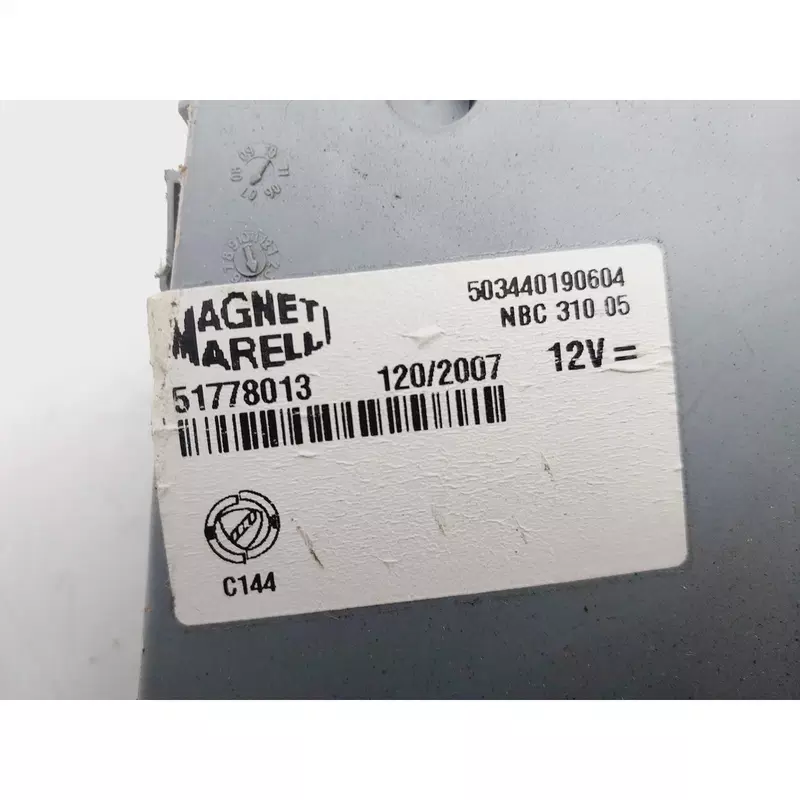 MAGNETI
MARELLI
503440190604
NBC 310 05
51778013
120/2007
12V =
C144